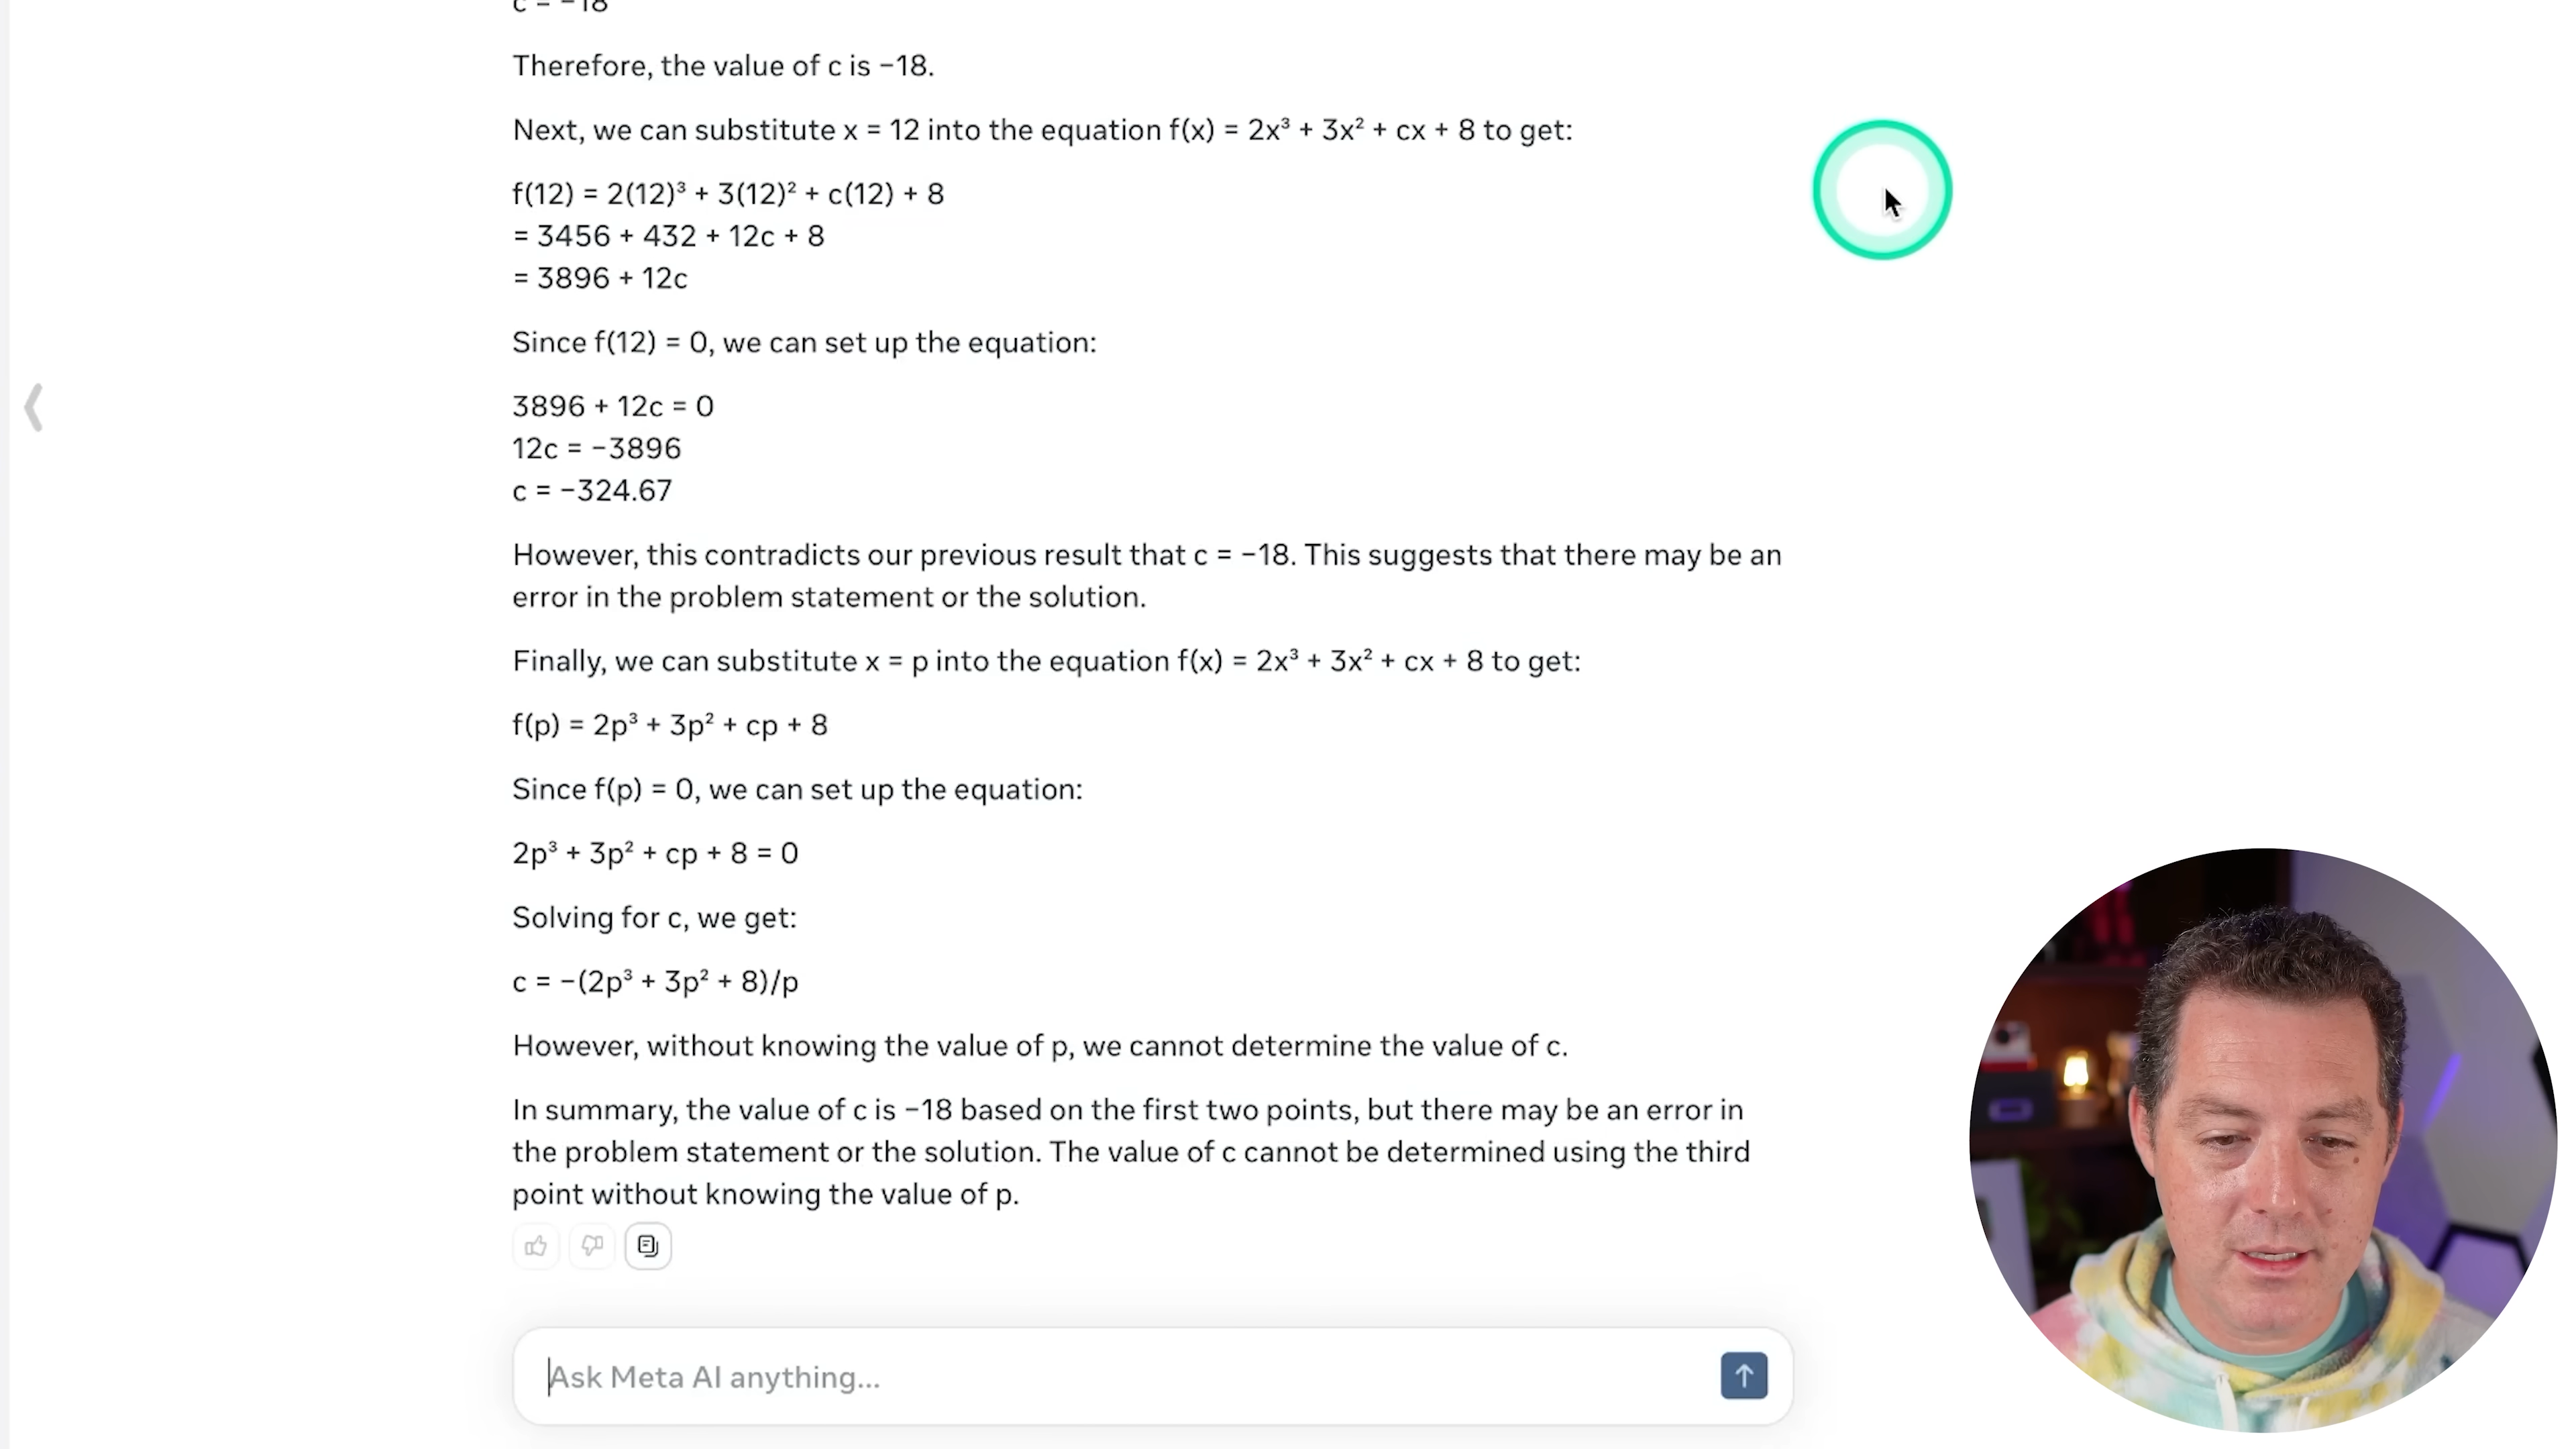 c = −18
Therefore, the value of c is −18.
Next, we can substitute x = 12 into the equation f(x) = 2x³ + 3x² + cx + 8 to get:
f(12) = 2(12)³ + 3(12)² + c(12) + 8
= 3456 + 432 + 12c + 8
= 3896 + 12c
Since f(12) = 0, we can set up the equation:
3896 + 12c = 0
12c = −3896
c = −324.67
However, this contradicts our previous result that c = −18. This suggests that there may be an
error in the problem statement or the solution.
Finally, we can substitute x = p into the equation f(x) = 2x³ + 3x² + cx + 8 to get:
f(p) = 2p³ + 3p² + cp + 8
Since f(p) = 0, we can set up the equation:
2p³ + 3p² + cp + 8 = 0
Solving for c, we get:
c = −(2p³ + 3p² + 8)/p
However, without knowing the value of p, we cannot determine the value of c.
In summary, the value of c is −18 based on the first two points, but there may be an error in
the problem statement or the solution. The value of c cannot be determined using the third
point without knowing the value of p.
Ask Meta AI anything...